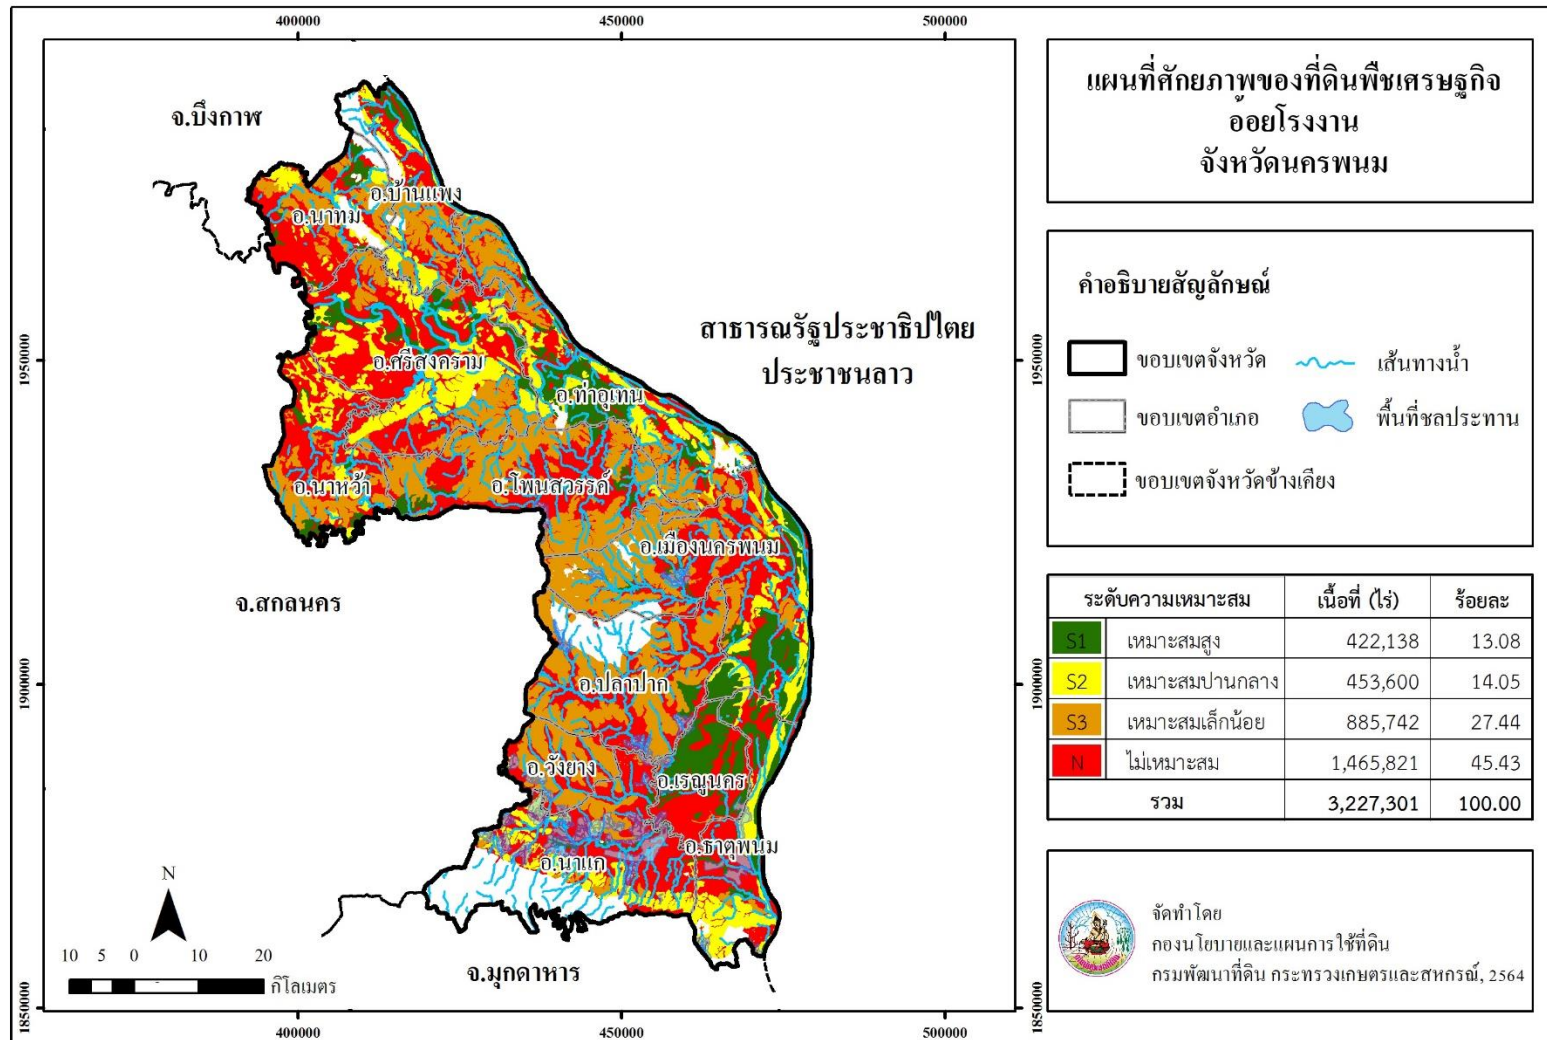 400000
450000
500000
แผนที่ศักยภาพของที่ดินพืชเศรษฐกิจ
อ้อยโรงงาน
จังหวัดนครพนม
จ.บึงกาฬ
อ.บ้านแพง
อ.นาทม
สาธารณรัฐประชาธิปไตย
ประชาชนลาว
1950000
1950000
อ.ศรีสงคราม
อ.ท่าอุเทน
อ.นาหว้า
อ.โพนสวรรค์
อ.เมืองนครพนม
จ.สกลนคร
อ.ปลาปาก
1900000
1900000
อ.วังยาง
อ.เรณูนคร
อ.ธาตุพนม
อ.นาแก
จ.มุกดาหาร
N
10 5 0 10 20
กิโลเมตร
1850000
1850000
400000
450000
500000
คำอธิบายสัญลักษณ์
ขอบเขตจังหวัด
เส้นทางน้ำ
ขอบเขตอำเภอ
พื้นที่ชลประทาน
ขอบเขตจังหวัดข้างเคียง
ระดับความเหมาะสม เนื้อที่ (ไร่) ร้อยละ
S1 เหมาะสมสูง 422,138 13.08
S2 เหมาะสมปานกลาง 453,600 14.05
S3 เหมาะสมเล็กน้อย 885,742 27.44
N ไม่เหมาะสม 1,465,821 45.43
รวม 3,227,301 100.00
จัดทำโดย
กองนโยบายและแผนการใช้ที่ดิน
กรมพัฒนาที่ดิน กระทรวงเกษตรและสหกรณ์, 2564